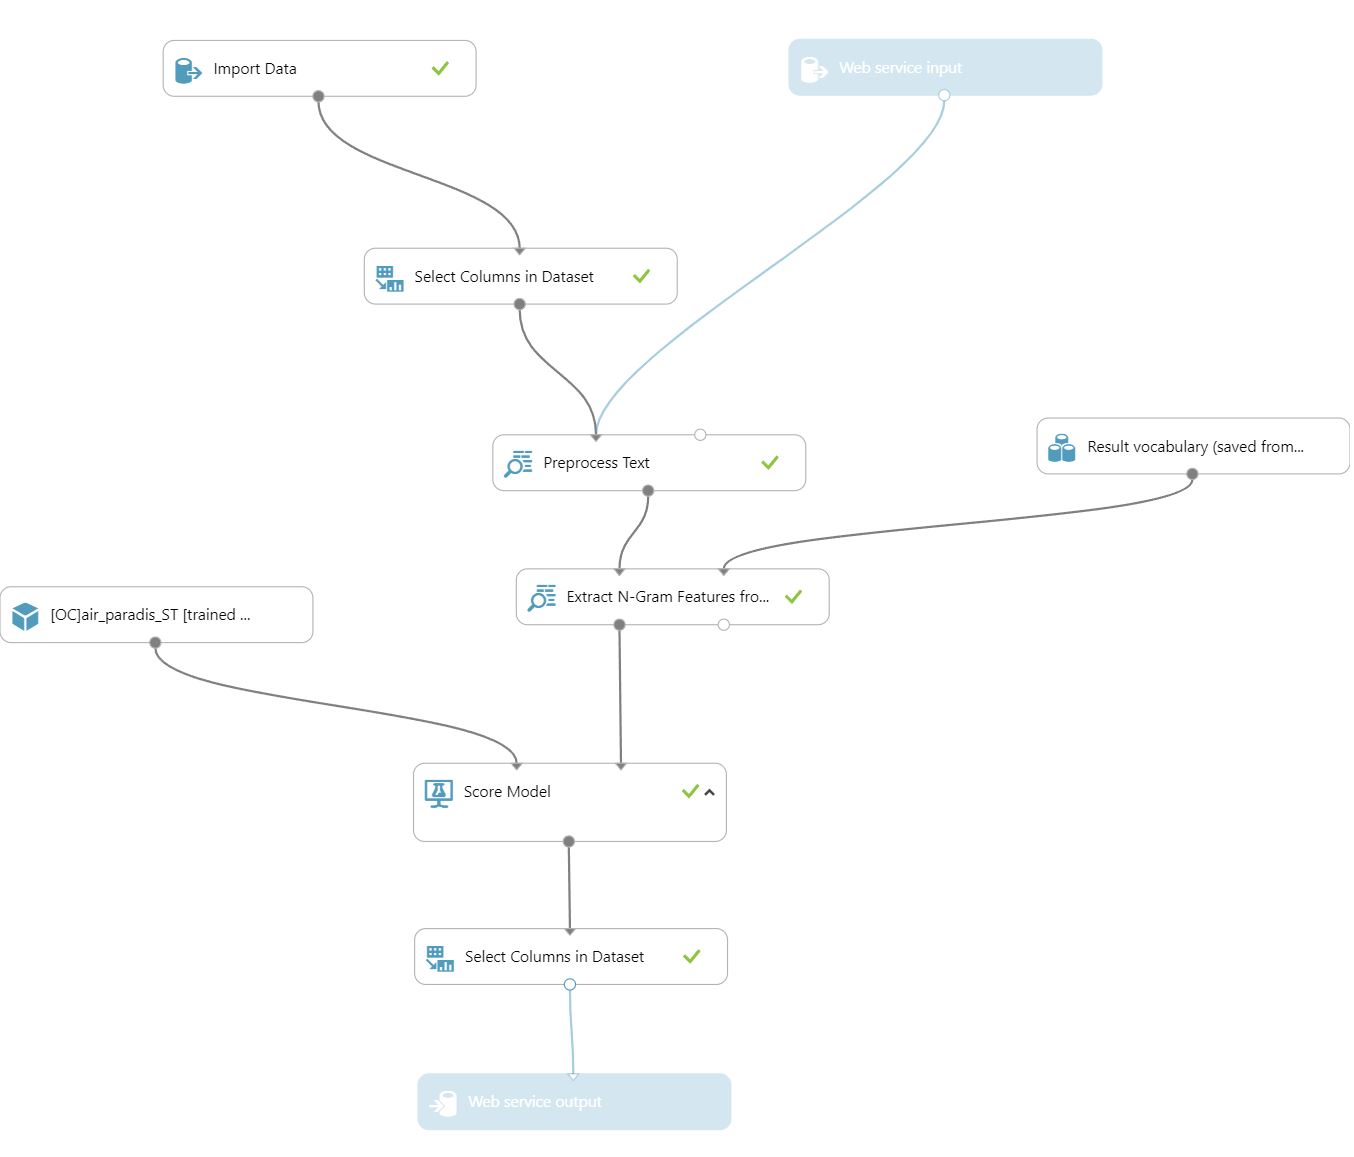 Import Data
Web service input
Select Columns in Dataset
Preprocess Text
Result vocabulary (saved from...
Extract N-Gram Features fro...
[OC]air_paradis_ST [trained ...
Score Model
Select Columns in Dataset
Web service output